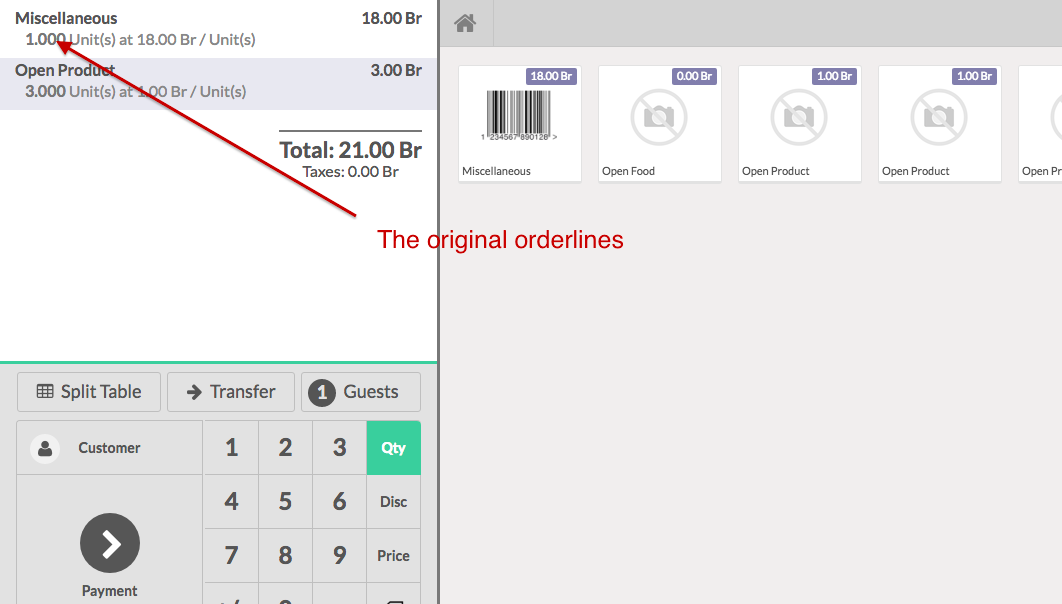 Miscellaneous 18.00 Br
1.000 Unit(s) at 18.00 Br / Unit(s)
Open Product 3.00 Br
3.000 Unit(s) at 1.00 Br / Unit(s)
Total: 21.00 Br
Taxes: 0.00 Br
The original orderlines
18.00 Br
1 234567 890128 >
Miscellaneous
0.00 Br
Open Food
1.00 Br
Open Product
1.00 Br
Open Product
Open Pr
Split Table
Transfer
1 Guests
Customer
1 2 3 Qty
4 5 6 Disc
7 8 9 Price
Payment